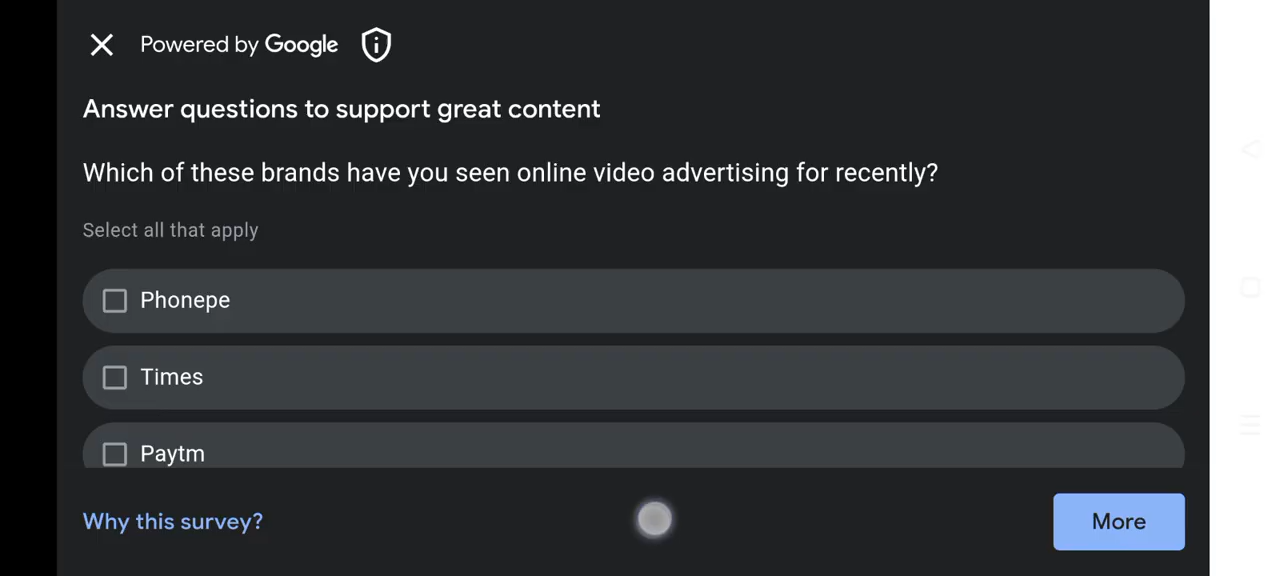 Powered by Google
Answer questions to support great content
Which of these brands have you seen online video advertising for recently?
Select all that apply
Phonepe
Times
Paytm
Why this survey?
More